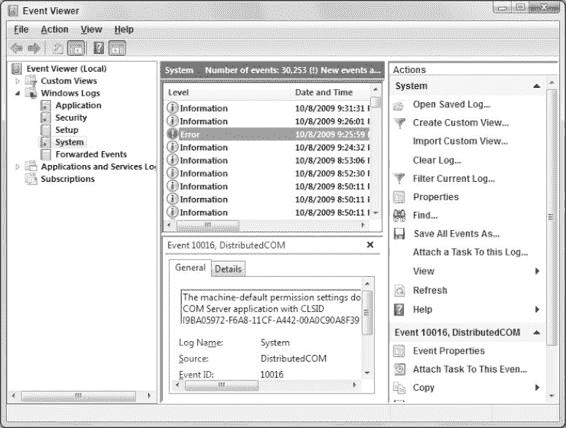 Event Viewer
File Action View Help
Event Viewer (Local)
Custom Views
Windows Logs
Application
Security
Setup
System
Forwarded Events
Applications and Services Lo
Subscriptions
System Number of events: 30,253 (!) New events a...
Level Date and Time
Information 10/8/2009 9:31:31
Information 10/8/2009 9:26:01
Error 10/8/2009 9:25:59
Information 10/8/2009 9:24:32
Information 10/8/2009 8:53:06
Information 10/8/2009 8:52:30
Information 10/8/2009 8:50:11
Information 10/8/2009 8:50:11
Information 10/8/2009 8:50:11
Event 10016, DistributedCOM
General Details
The machine-default permission settings do
COM Server application with CLSID
{9BA05972-F6A8-11CF-A442-00A0C90A8F39
Log Name: System
Source: DistributedCOM
Event ID: 10016
Actions
System
Open Saved Log...
Create Custom View...
Import Custom View...
Clear Log...
Filter Current Log...
Properties
Find...
Save All Events As...
Attach a Task To this Log...
View
Refresh
Help
Event 10016, DistributedCOM
Event Properties
Attach Task To This Even...
Copy